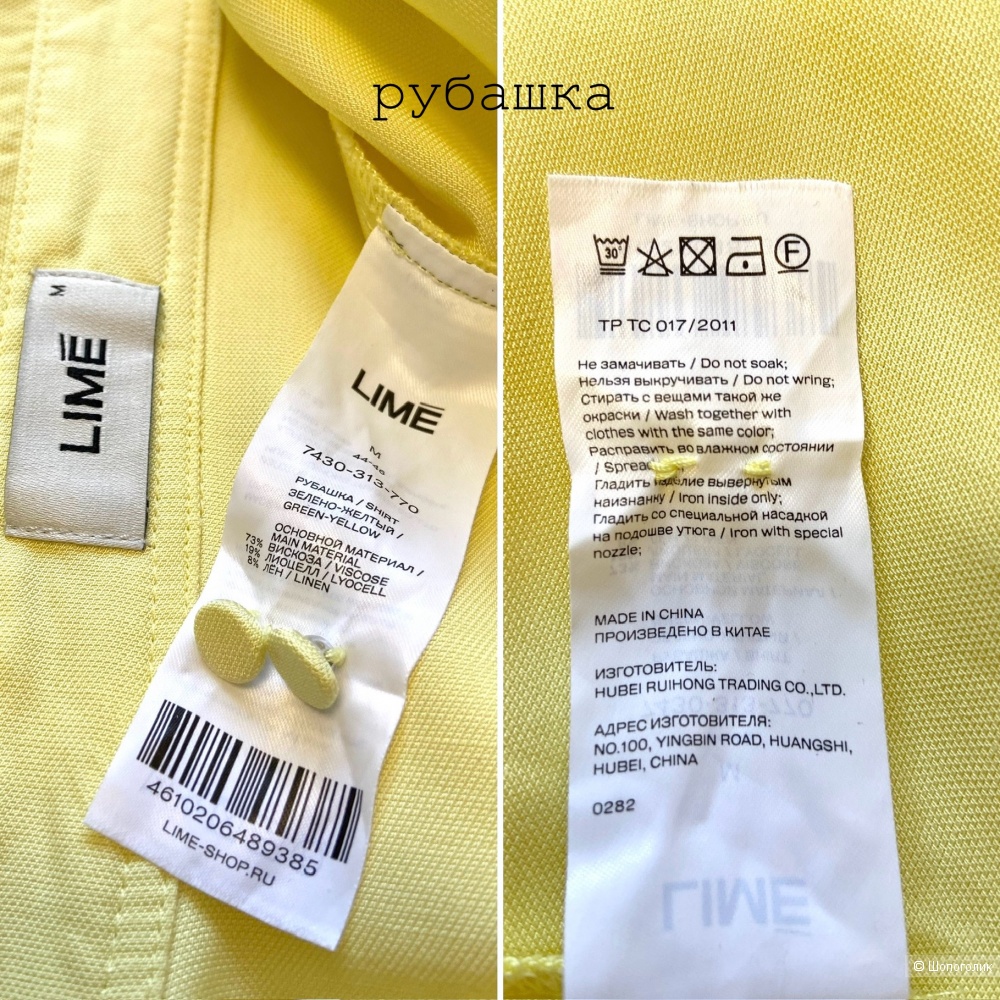 рубашка
M
LIMÉ
LIMÉ
M
44-46
7430-313-770
РУБАШКА / SHIRT
ЗЕЛЕНО-ЖЕЛТЫЙ /
GREEN-YELLOW
ОСНОВНОЙ МАТЕРИАЛ /
MAIN MATERIAL
73% ВИСКОЗА / VISCOSE
19% ЛИОЦЕЛЛ / LYOCELL
8% ЛЁН / LINEN
4610206489385
LIME-SHOP.RU
30° F
ТР ТС 017/2011
Не замачивать / Do not soak;
Нельзя выкручивать / Do not wring;
Стирать с вещами такой же
окраски / Wash together with
clothes with the same color;
Расправить во влажном состоянии
/ Sprea
Гладить изделие вывернутым
наизнанку / Iron inside only;
Гладить со специальной насадкой
на подошве утюга / Iron with special
nozzle;
MADE IN CHINA
ПРОИЗВЕДЕНО В КИТАЕ
ИЗГОТОВИТЕЛЬ:
HUBEI RUIHONG TRADING CO.,LTD.
АДРЕС ИЗГОТОВИТЕЛЯ:
NO.100, YINGBIN ROAD, HUANGSHI,
HUBEI, CHINA
0282
© Шопоголик